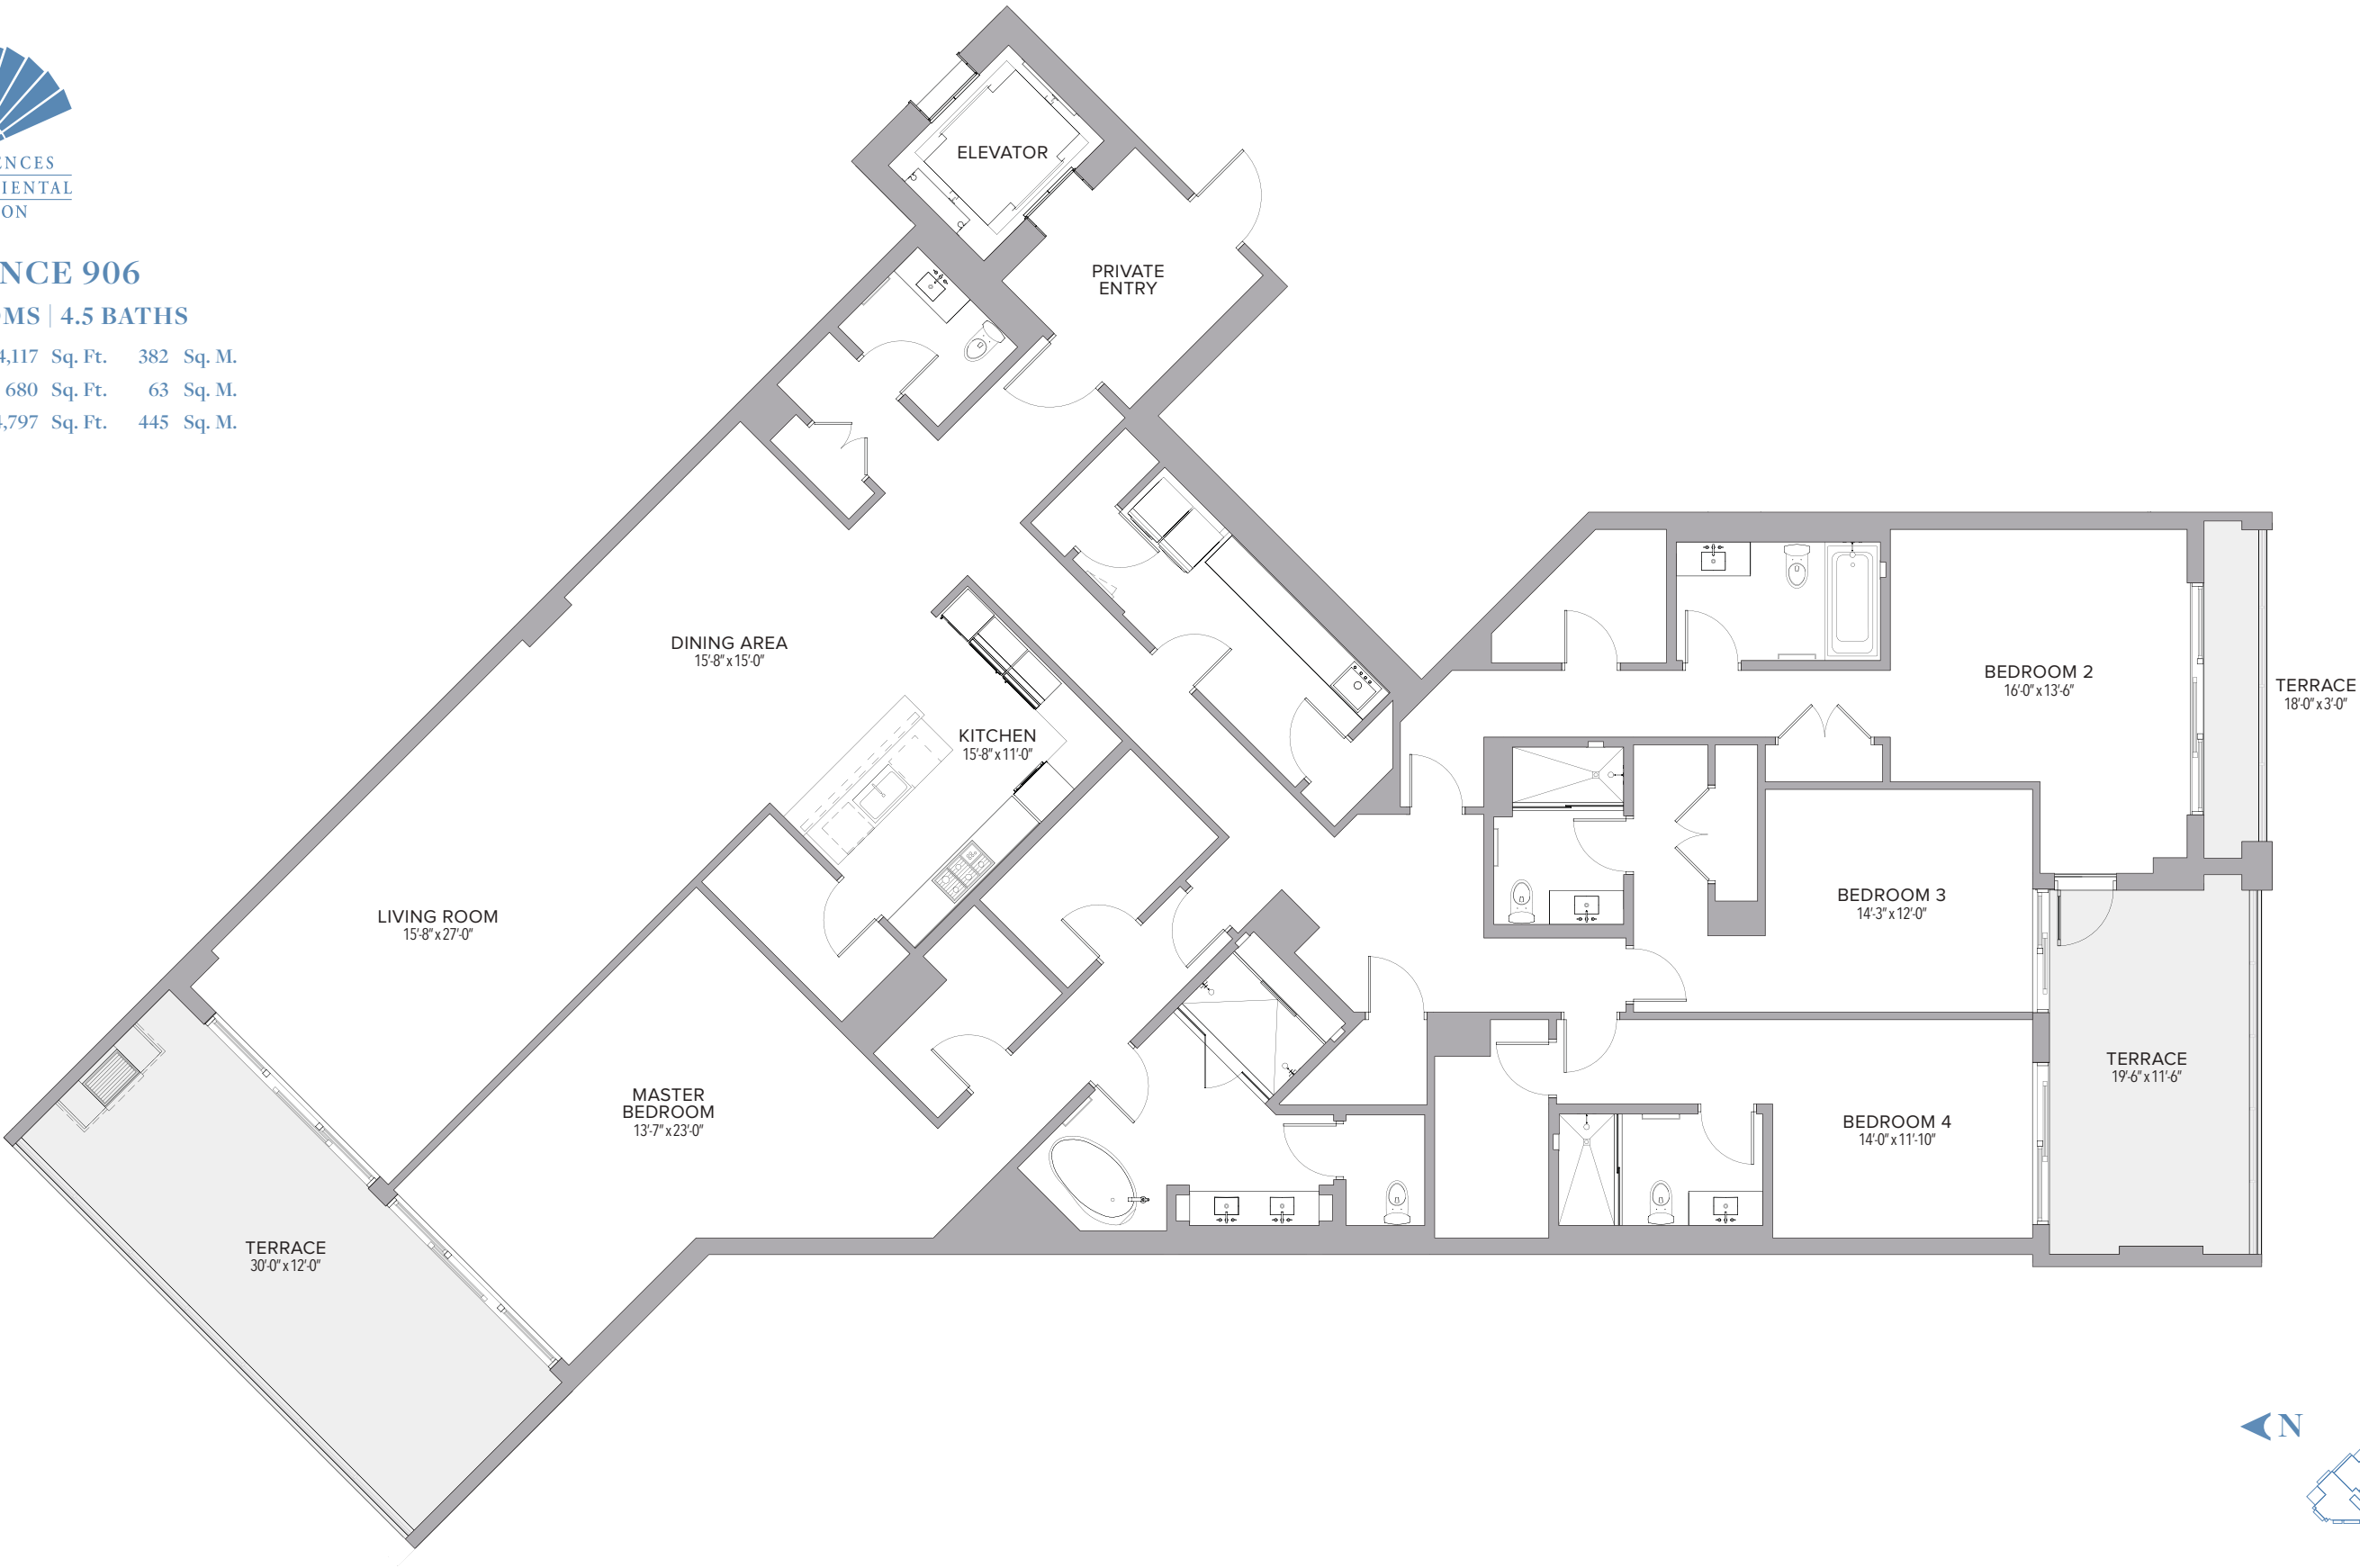 IENTAL
ON
NCE 906
4.5 BATHS
4,117 Sq. Ft. 382 Sq. M.
680 Sq. Ft. 63 Sq. M.
4,797 Sq. Ft. 445 Sq. M.
ELEVATOR
PRIVATE
ENTRY
DINING AREA
15'-8" x 15'-0"
KITCHEN
15'-8" x 11'-0"
BEDROOM 2
16'-0" x 13'-6"
TERRACE
18'-0" x 3'-0"
LIVING ROOM
15'-8" x 27'-0"
BEDROOM 3
14'-3" x 12'-0"
MASTER
BEDROOM
13'-7" x 23'-0"
TERRACE
19'-6" x 11'-6"
BEDROOM 4
14'-0" x 11'-10"
TERRACE
30'-0" x 12'-0"
N